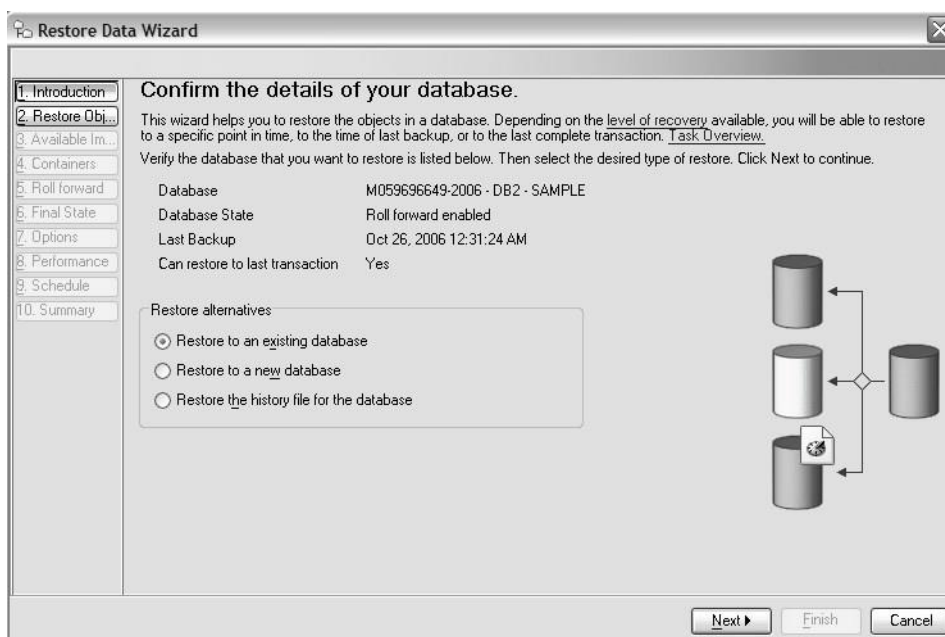 Restore Data Wizard
1. Introduction
2. Restore Obj...
3. Available Im...
4. Containers
5. Roll forward
6. Final State
7. Options
8. Performance
9. Schedule
10. Summary
Confirm the details of your database.
This wizard helps you to restore the objects in a database. Depending on the level of recovery available, you will be able to restore
to a specific point in time, to the time of last backup, or to the last complete transaction. Task Overview.
Verify the database that you want to restore is listed below. Then select the desired type of restore. Click Next to continue.
Database M059696649-2006 - DB2 - SAMPLE
Database State Roll forward enabled
Last Backup Oct 26, 2006 12:31:24 AM
Can restore to last transaction Yes
Restore alternatives
Restore to an existing database
Restore to a new database
Restore the history file for the database
Next Finish Cancel